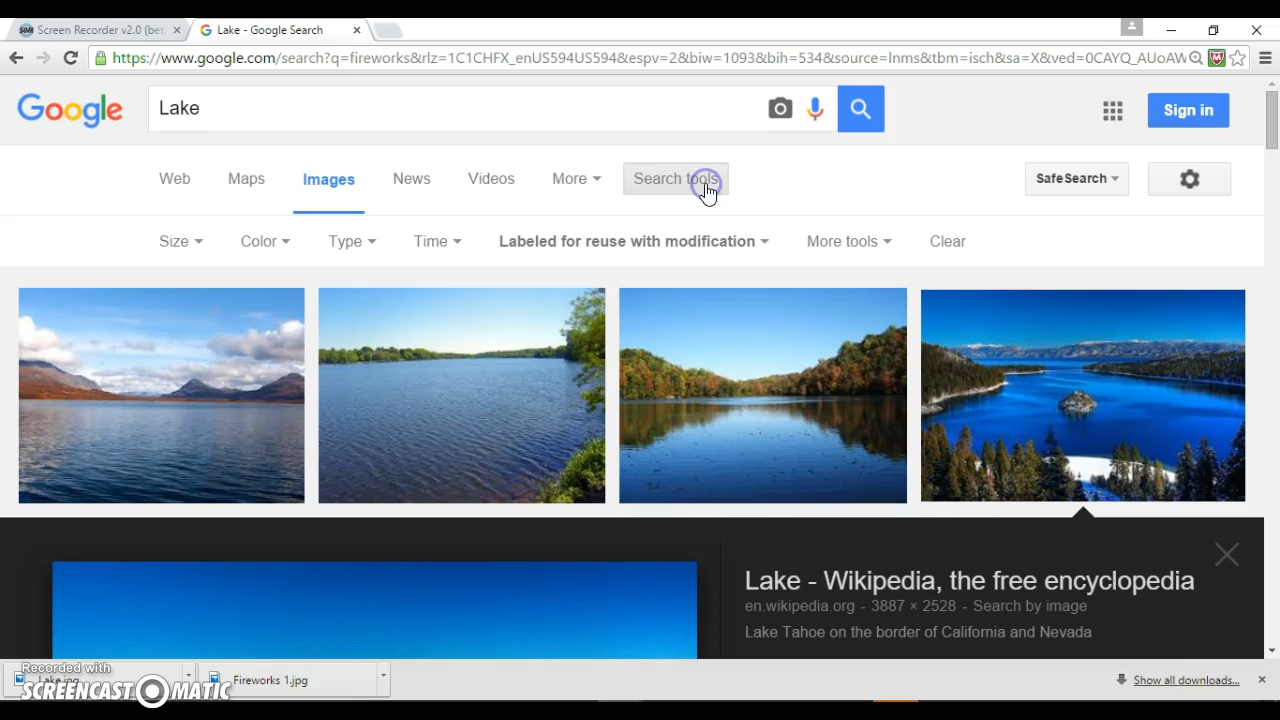 Screen Recorder v2.0 (bet
Lake - Google Search
https://www.google.com/search?q=fireworks&rlz=1C1CHFX_enUS594US594&espv=2&biw=1093&bih=534&source=lnms&tbm=isch&sa=X&ved=0CAYQ_AUoAW
Google
Lake
Sign in
Web Maps Images News Videos More Search tools SafeSearch
Size Color Type Time Labeled for reuse with modification More tools Clear
Lake - Wikipedia, the free encyclopedia
en.wikipedia.org - 3887 × 2528 - Search by image
Lake Tahoe on the border of California and Nevada
Recorded with
Lake.jpg
Fireworks 1.jpg
Show all downloads...
SCREENCAST-O-MATIC